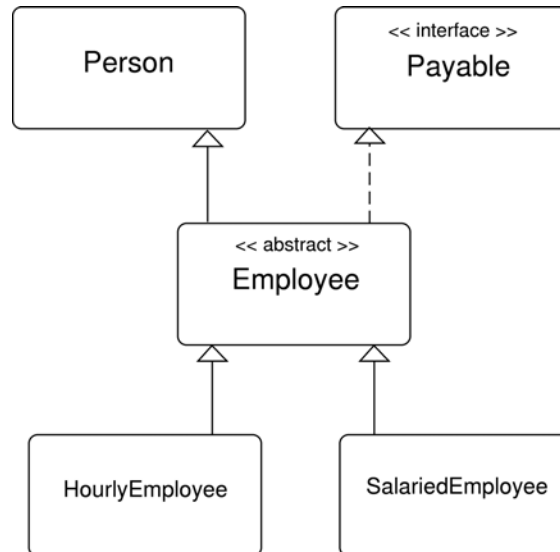 Person
<< interface >>
Payable
<< abstract >>
Employee
HourlyEmployee
SalariedEmployee